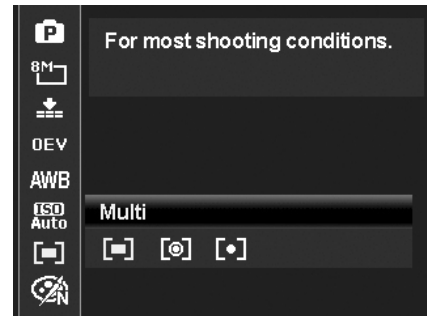 P
For most shooting conditions.
8M
0EV
AWB
ISO
Auto
Multi
N